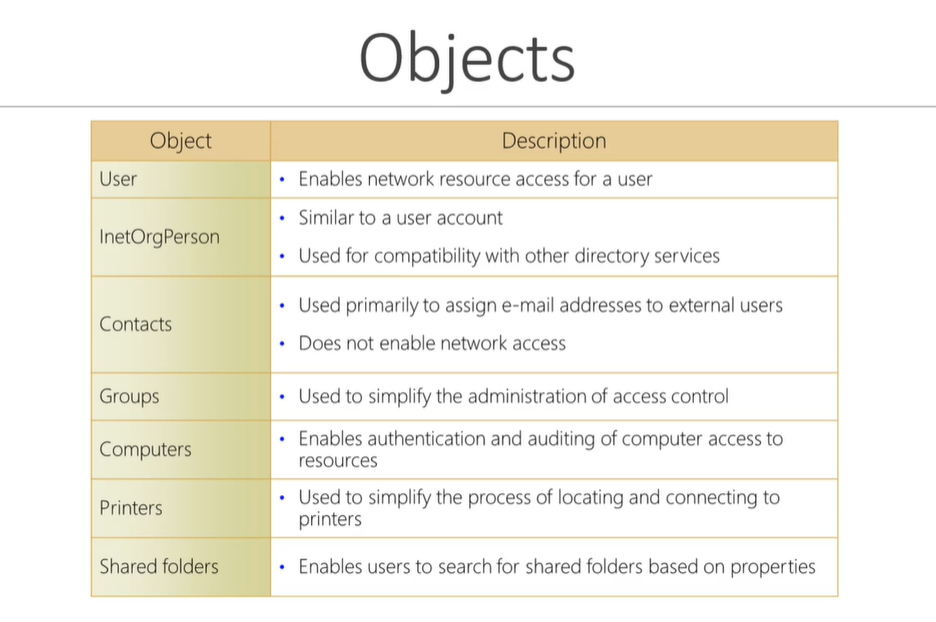 Objects
Object
Description
User
• Enables network resource access for a user
InetOrgPerson
• Similar to a user account
• Used for compatibility with other directory services
Contacts
• Used primarily to assign e-mail addresses to external users
• Does not enable network access
Groups
• Used to simplify the administration of access control
Computers
• Enables authentication and auditing of computer access to
resources
Printers
• Used to simplify the process of locating and connecting to
printers
Shared folders
• Enables users to search for shared folders based on properties